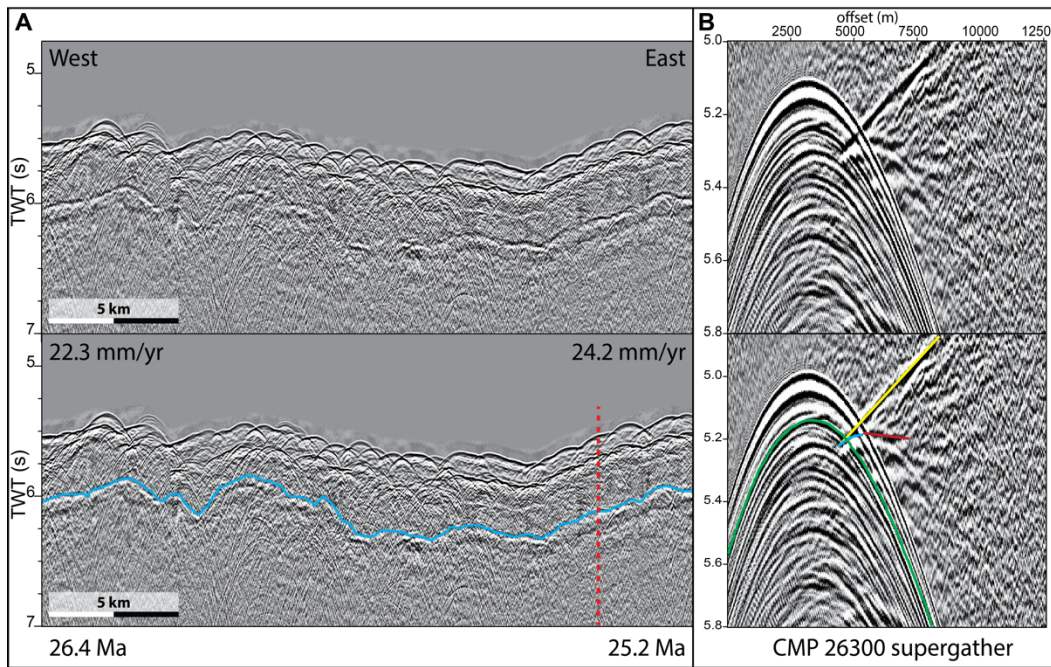 A
West
East
5
6
7
TWT (s)
5 km
22.3 mm/yr
24.2 mm/yr
5
6
7
TWT (s)
5 km
26.4 Ma
25.2 Ma
B
offset (m)
2500 5000 7500 10000 1250
5.0
5.2
5.4
5.6
5.8
5.0
5.2
5.4
5.6
5.8
CMP 26300 supergather